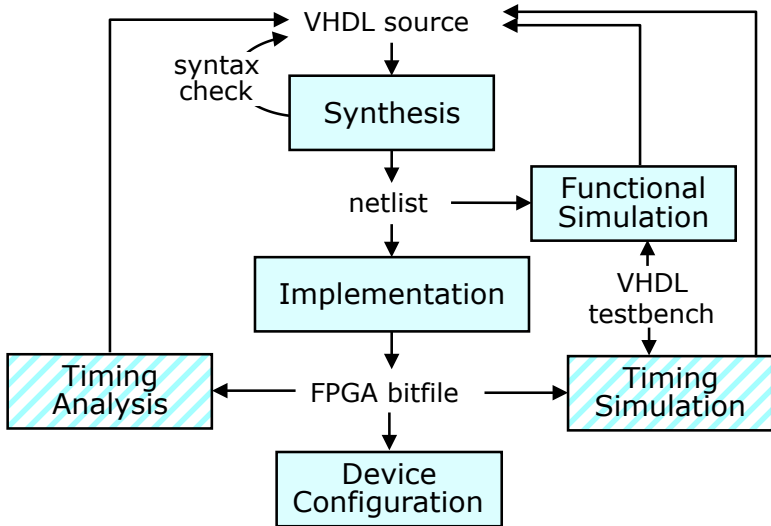 VHDL source
syntax
check
Synthesis
netlist
Functional
Simulation
Implementation
VHDL
testbench
Timing
Analysis
FPGA bitfile
Timing
Simulation
Device
Configuration